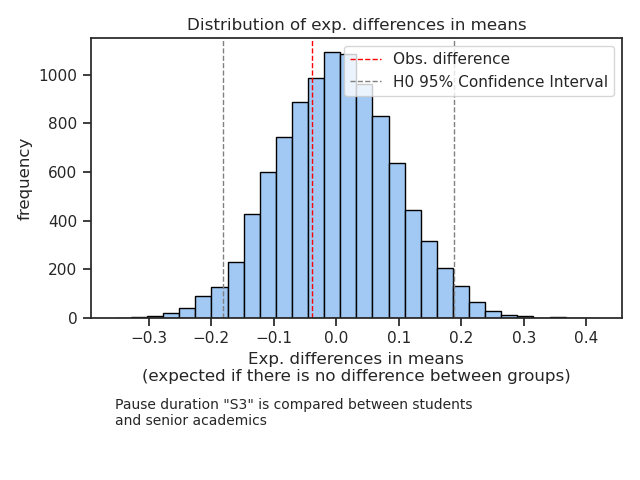 Distribution of exp. differences in means
Obs. difference
H0 95% Confidence Interval
1000
800
600
400
200
0
frequency
−0.3 −0.2 −0.1 0.0 0.1 0.2 0.3 0.4
Exp. differences in means
(expected if there is no difference between groups)
Pause duration "S3" is compared between students
and senior academics